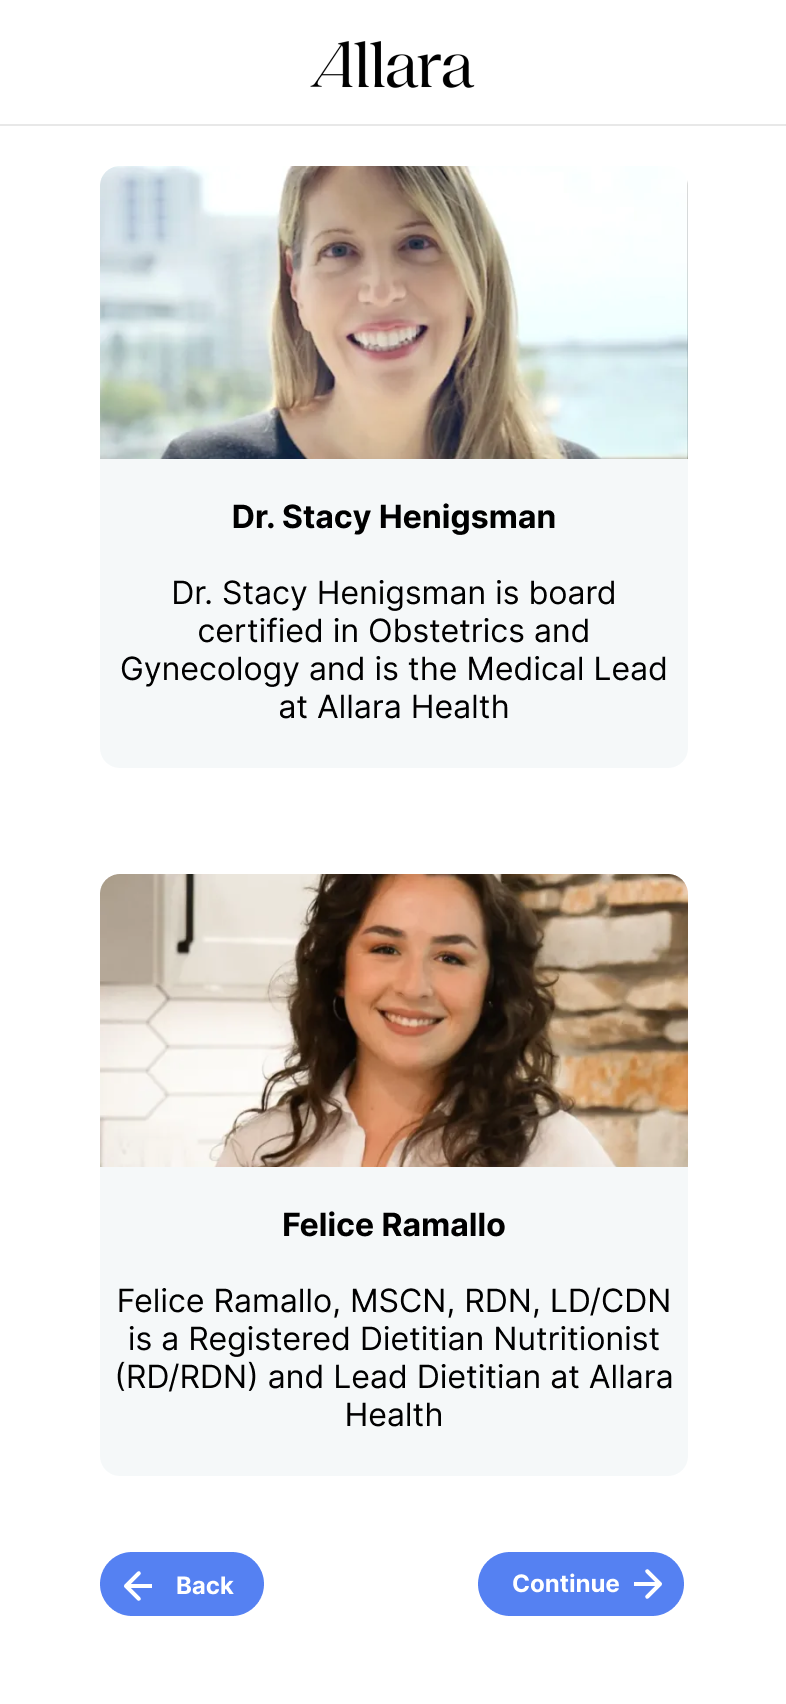 Allara
Dr. Stacy Henigsman
Dr. Stacy Henigsman is board
certified in Obstetrics and
Gynecology and is the Medical Lead
at Allara Health
Felice Ramallo
Felice Ramallo, MSCN, RDN, LD/CDN
is a Registered Dietitian Nutritionist
(RD/RDN) and Lead Dietitian at Allara
Health
Back
Continue